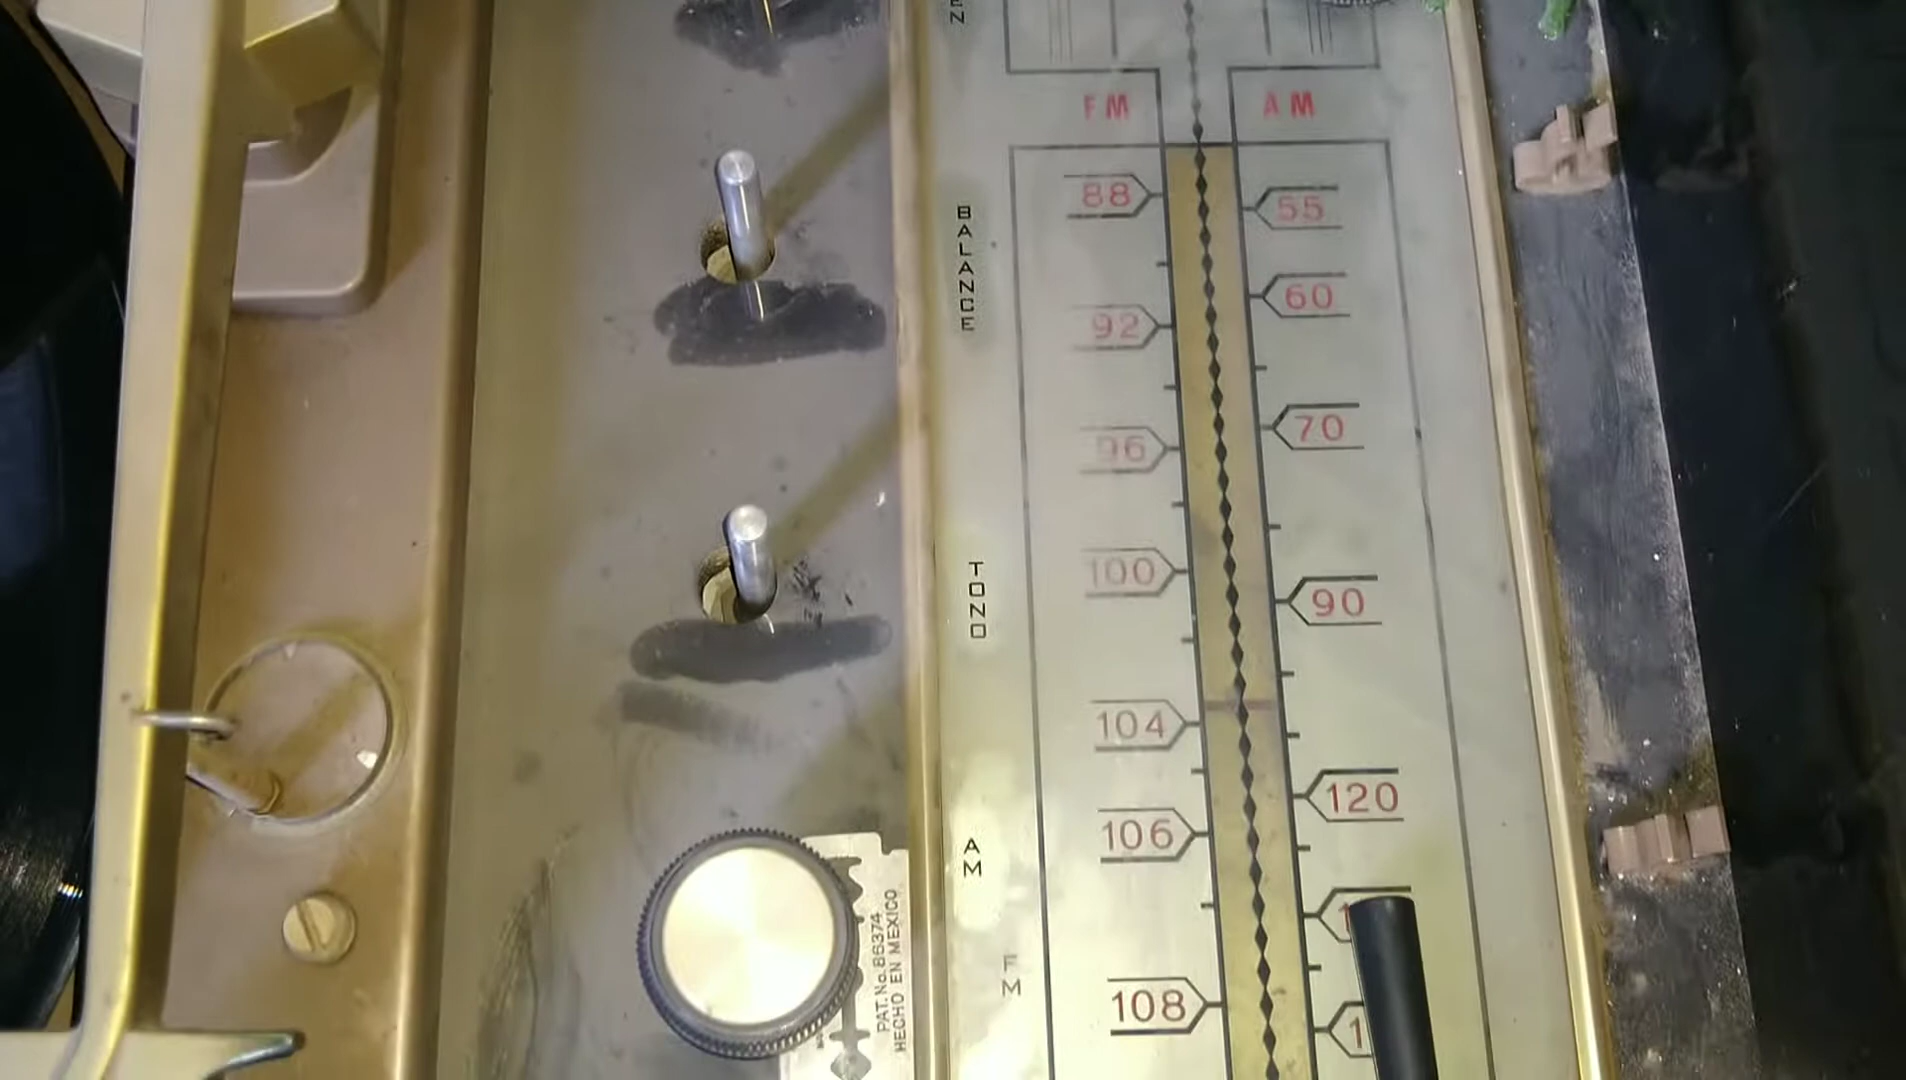 FM
AM
88
55
BALANCE
60
92
70
96
100
90
TONO
104
120
106
AM
PAT. No. 86374
HECHO EN MEXICO
FM
108